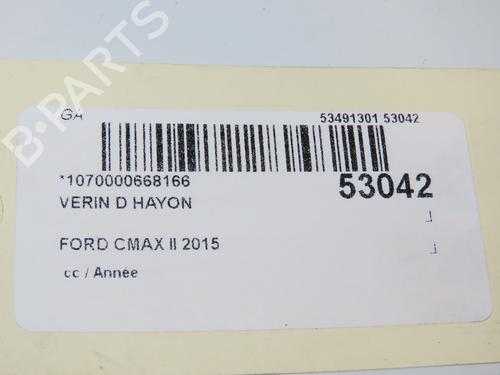 B-PARTS
GA 53491301 53042
*1070000668166 53042
VERIN D HAYON
FORD CMAX II 2015
cc / Année